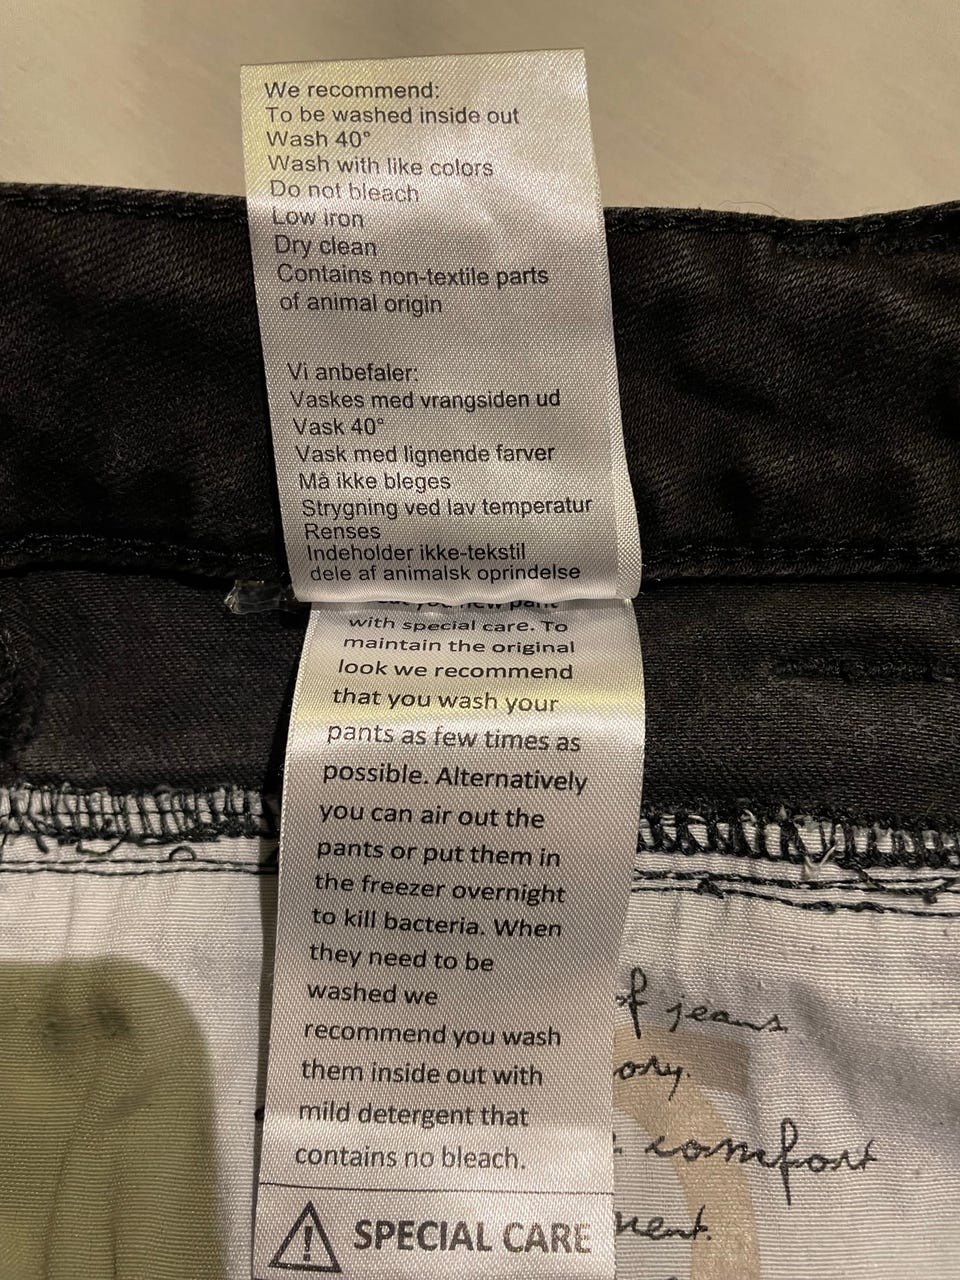 We recommend:
To be washed inside out
Wash 40°
Wash with like colors
Do not bleach
Low iron
Dry clean
Contains non-textile parts
of animal origin
Vi anbefaler:
Vaskes med vrangsiden ud
Vask 40°
Vask med lignende farver
Må ikke bleges
Strygning ved lav temperatur
Renses
Indeholder ikke-tekstil
dele af animalsk oprindelse
with special care. To
maintain the original
look we recommend
that you wash your
pants as few times as
possible. Alternatively
you can air out the
pants or put them in
the freezer overnight
to kill bacteria. When
they need to be
washed we
recommend you wash
them inside out with
mild detergent that
contains no bleach.
SPECIAL CARE
of jeans
comfort